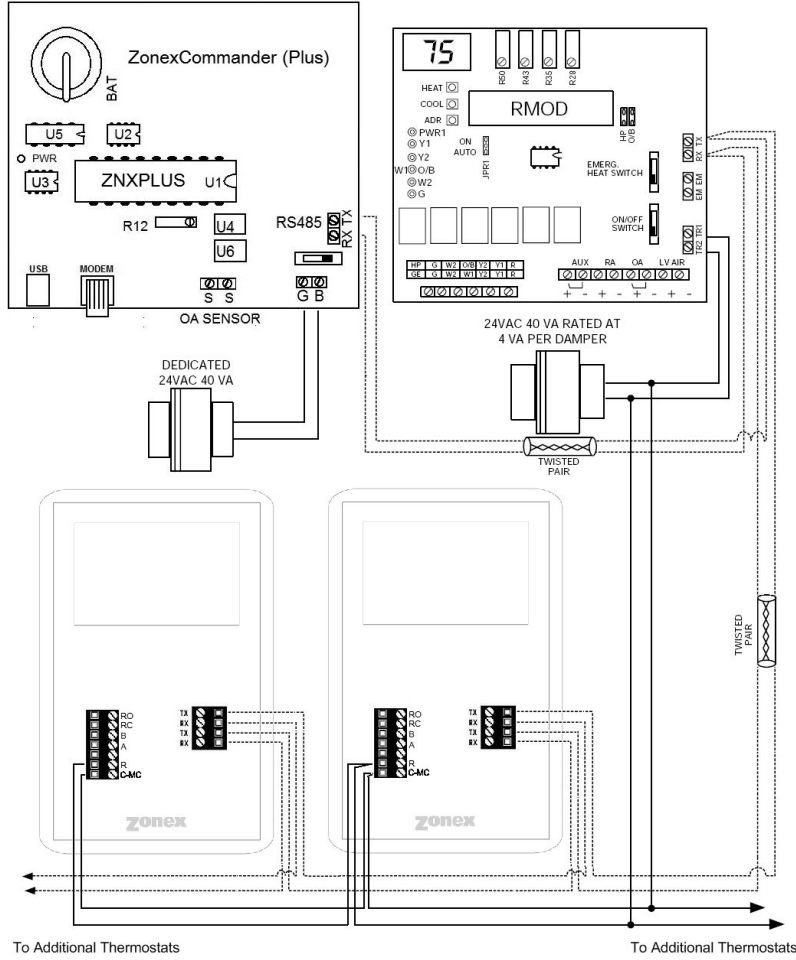 ZonexCommander (Plus)
BAT
U5
U2
PWR
U3
ZNXPLUS
U1
R12
U4
U6
RS485
TX
RX
USB
MODEM
S S
G B
OA SENSOR
DEDICATED
24VAC 40 VA
75
R50
R43
R35
R28
HEAT
COOL
ADR
RMOD
HP
O/B
PWR1
Y1
Y2
W1 O/B
W2
G
ON
AUTO
JPR1
EMERG.
HEAT SWITCH
ON/OFF
SWITCH
TX
RX
EM
EM
TR1
TR2
HP G W2 O/B Y2 Y1 R
GE G W2 W1 Y2 Y1 R
AUX RA OA LV AIR
+ - + - + -
24VAC 40 VA RATED AT
4 VA PER DAMPER
TWISTED
PAIR
TWISTED
PAIR
RO
RC
B
A
R
C-MC
TX
RX
TX
RX
zonex
RO
RC
B
A
R
C-MC
TX
RX
TX
RX
zonex
To Additional Thermostats
To Additional Thermostats